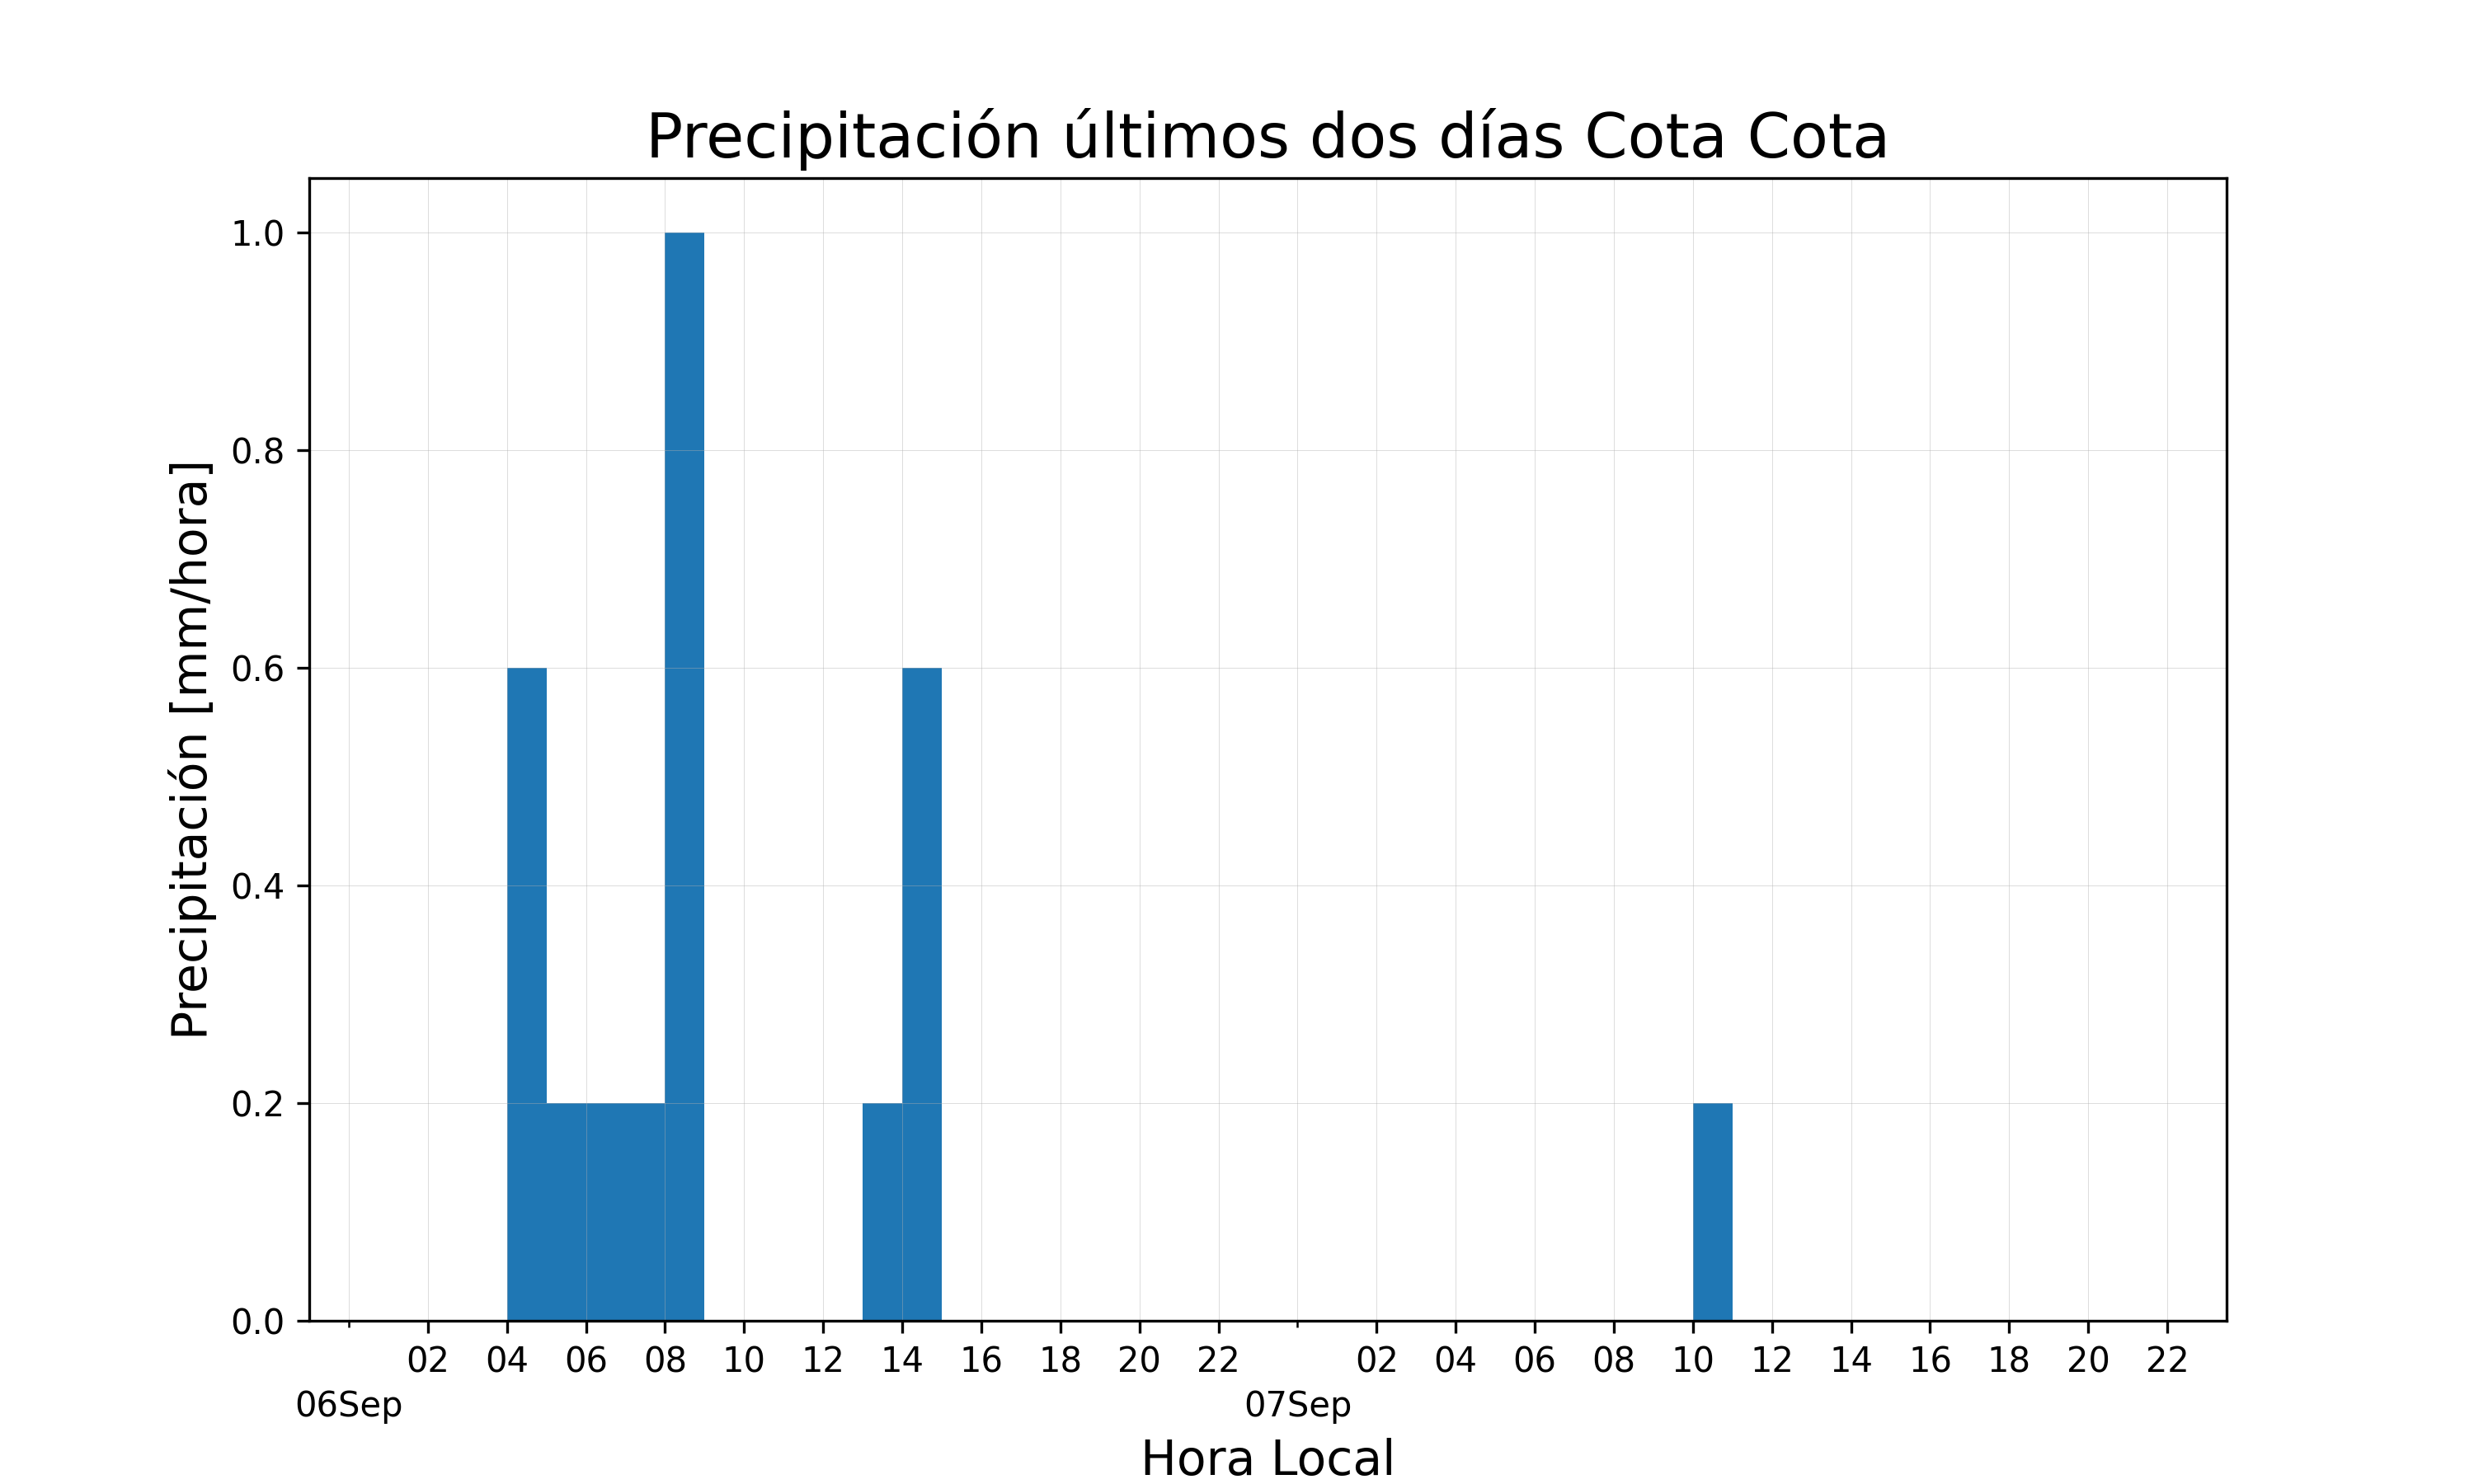 Precipitación últimos dos días Cota Cota
Precipitación [mm/hora]
1.0
0.8
0.6
0.4
0.2
0.0
02 04 06 08 10 12 14 16 18 20 22 02 04 06 08 10 12 14 16 18 20 22
06Sep 07Sep
Hora Local